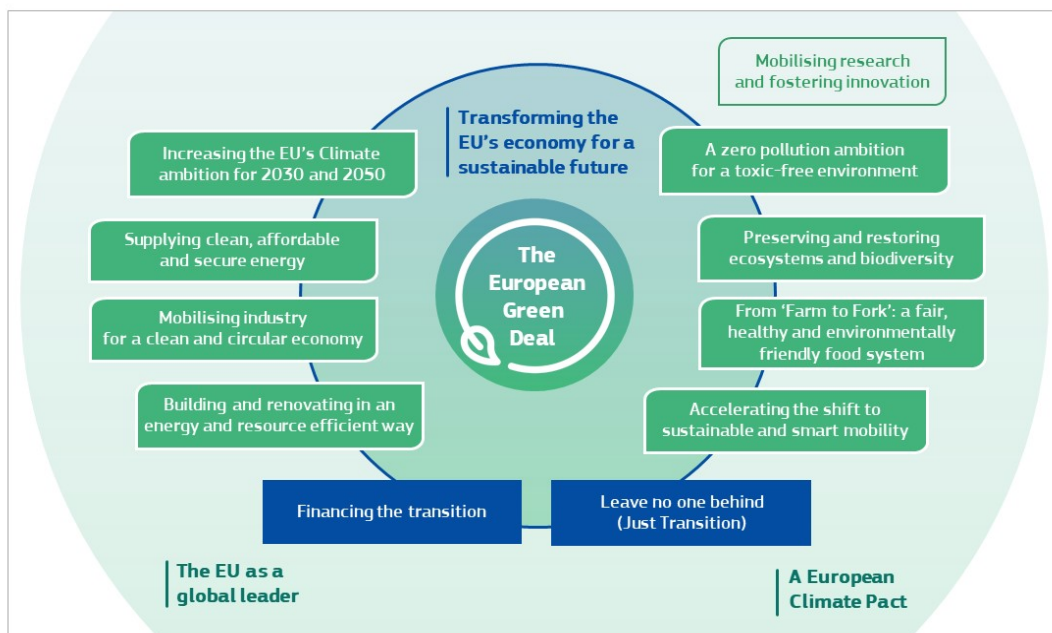 Mobilising research
and fostering innovation
Transforming the
EU’s economy for a
sustainable future
Increasing the EU’s Climate
ambition for 2030 and 2050
A zero pollution ambition
for a toxic-free environment
Supplying clean, affordable
and secure energy
Preserving and restoring
ecosystems and biodiversity
The
European
Green
Deal
Mobilising industry
for a clean and circular economy
From ‘Farm to Fork’: a fair,
healthy and environmentally
friendly food system
Building and renovating in an
energy and resource efficient way
Accelerating the shift to
sustainable and smart mobility
Financing the transition
Leave no one behind
(Just Transition)
The EU as a
global leader
A European
Climate Pact